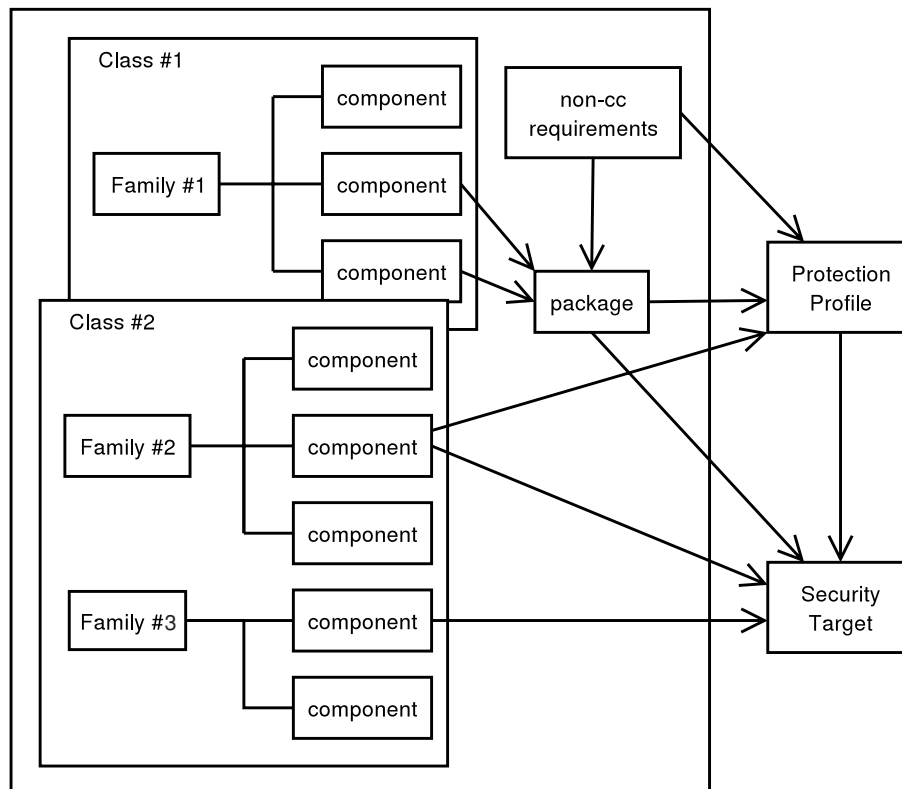 Class #1
component
non-cc
requirements
Family #1
component
component
package
Protection
Profile
Class #2
component
Family #2
component
component
Family #3
component
Security
Target
component